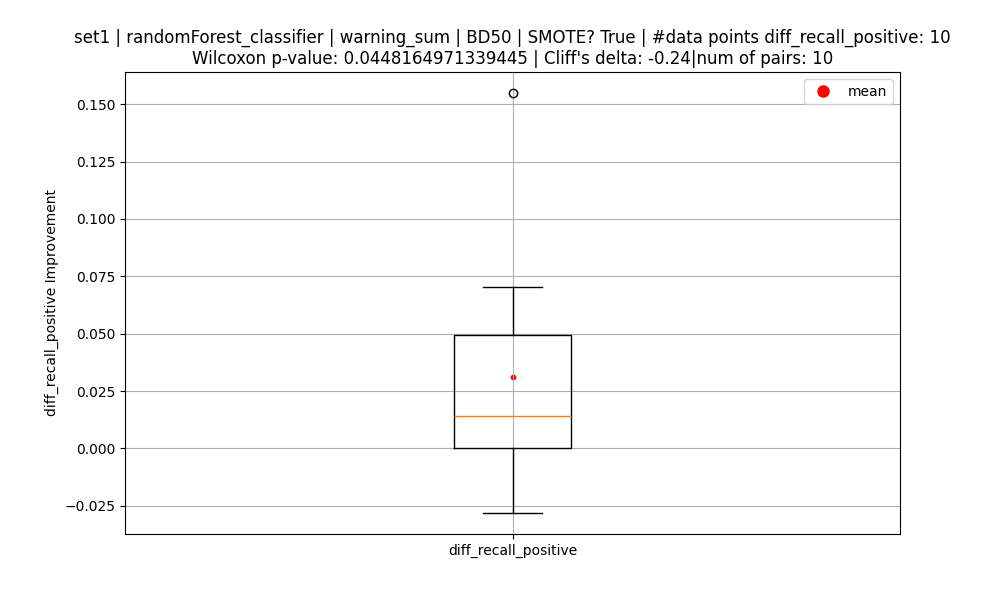 set1 | randomForest_classifier | warning_sum | BD50 | SMOTE? True | #data points diff_recall_positive: 10
Wilcoxon p-value: 0.0448164971339445 | Cliff's delta: -0.24|num of pairs: 10
mean
0.150
0.125
0.100
0.075
0.050
0.025
0.000
−0.025
diff_recall_positive Improvement
diff_recall_positive